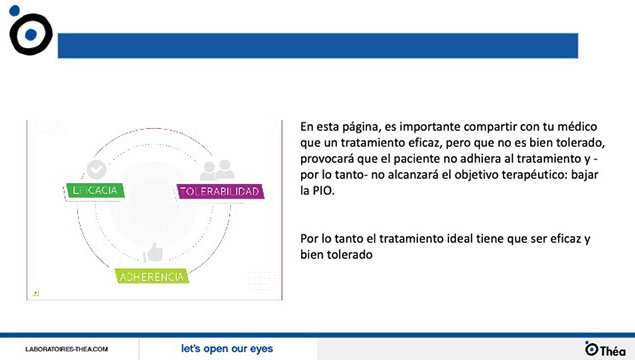 En esta página, es importante compartir con tu médico
que un tratamiento eficaz, pero que no es bien tolerado,
provocará que el paciente no adhiera al tratamiento y -
por lo tanto- no alcanzará el objetivo terapéutico: bajar
la PIO.
Por lo tanto el tratamiento ideal tiene que ser eficaz y
bien tolerado
EFICACIA
TOLERABILIDAD
ADHERENCIA
LABORATOIRES-THEA.COM
let's open our eyes
Théa